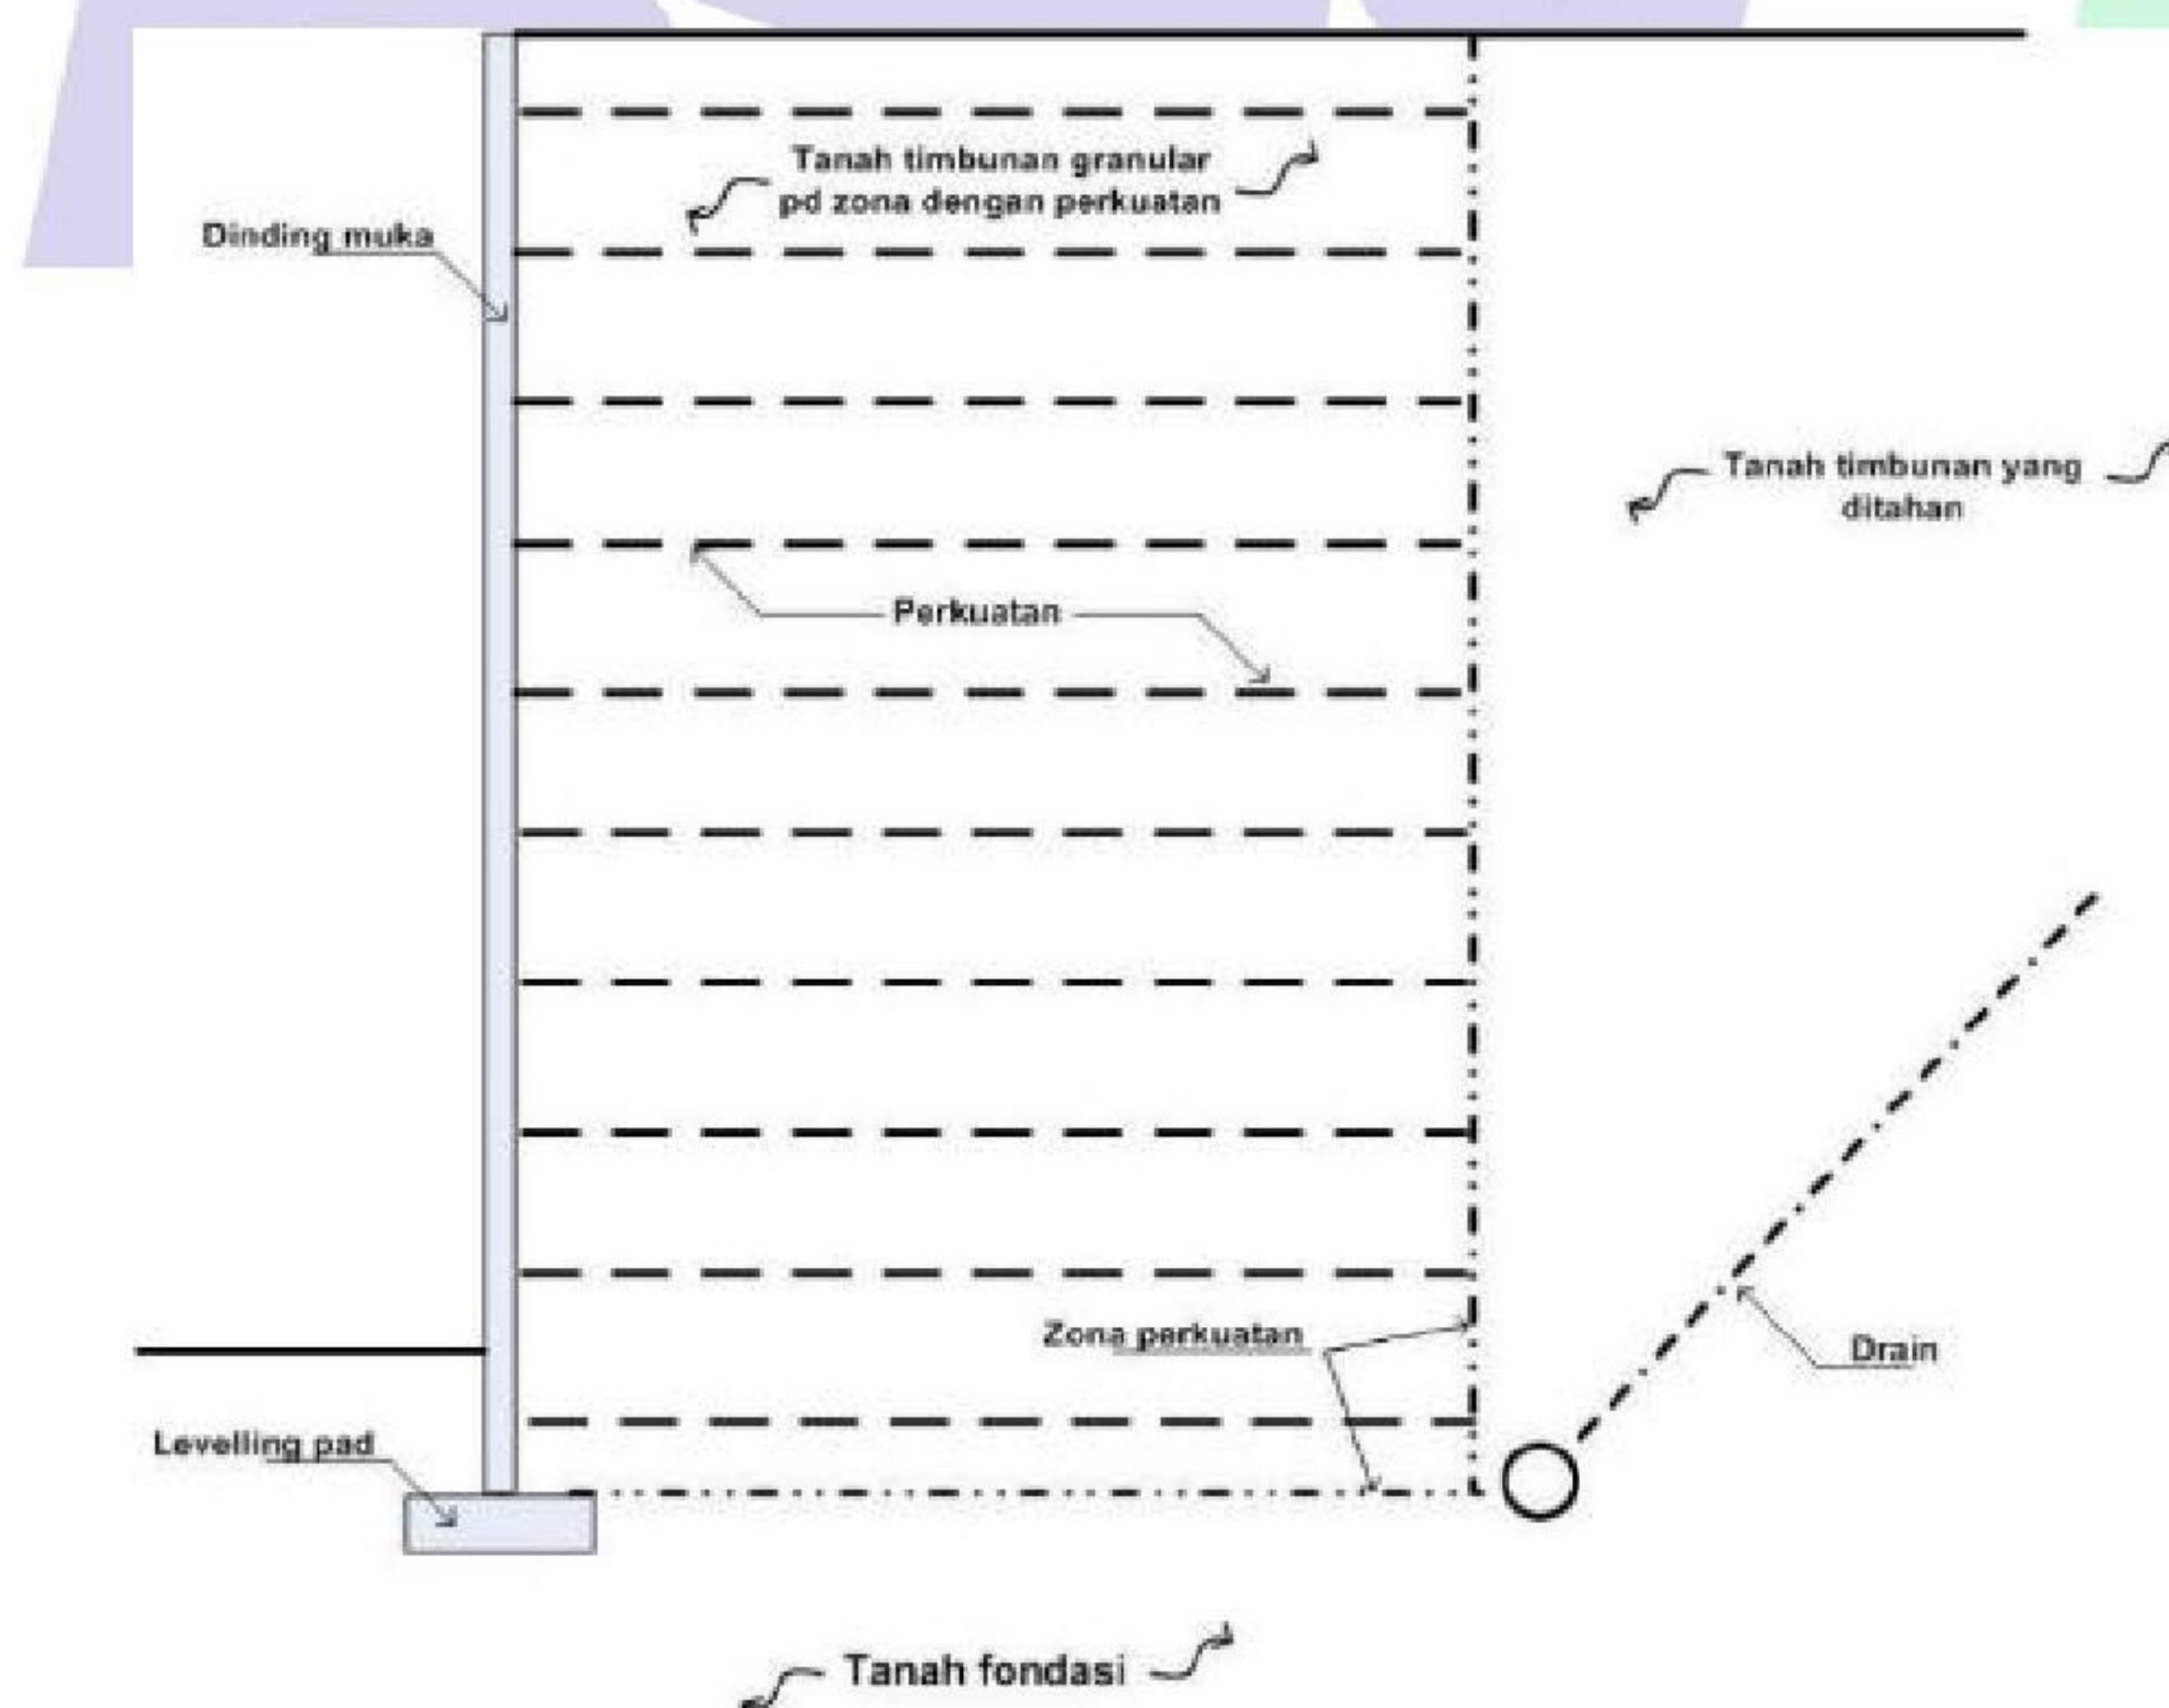 Tanah timbunan granular
pd zona dengan perkuatan
Dinding muka
Tanah timbunan yang
ditahan
Perkuatan
Zona perkuatan
Drain
Levelling pad
Tanah fondasi